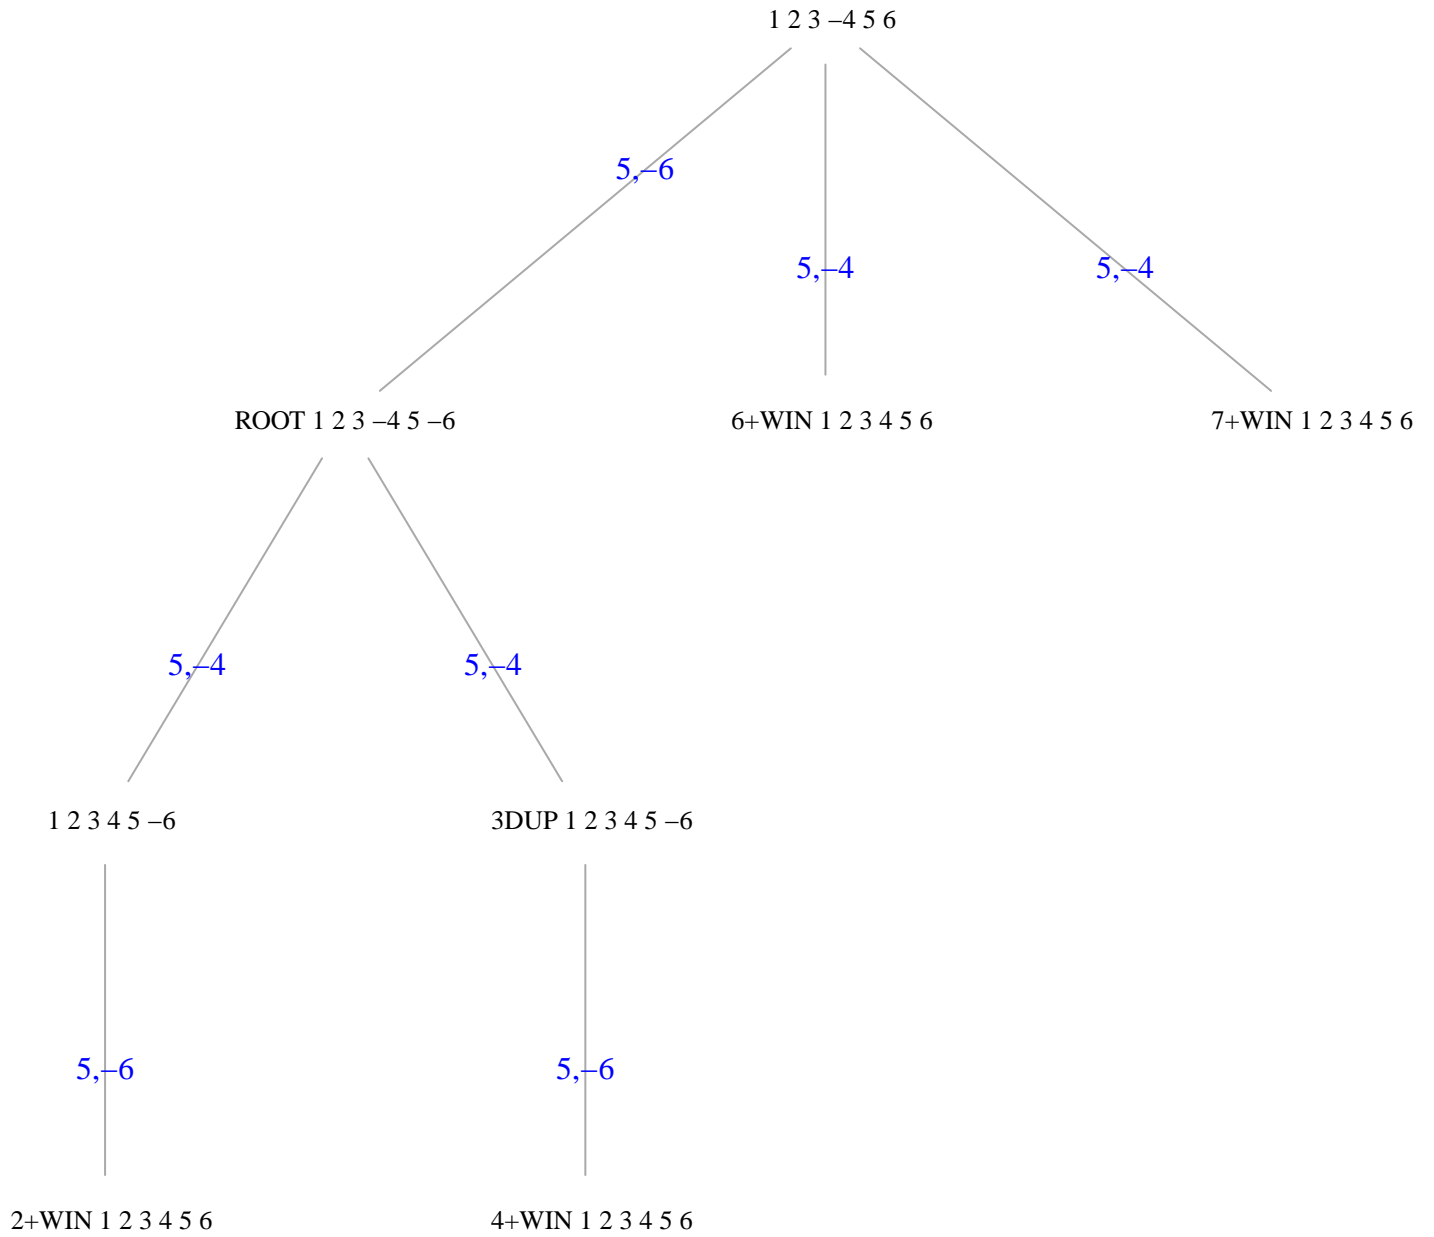 1 2 3 −4 5 6
5,−6
5,−4
5,−4
ROOT 1 2 3 −4 5 −6
6+WIN 1 2 3 4 5 6
7+WIN 1 2 3 4 5 6
5,−4
5,−4
1 2 3 4 5 −6
3DUP 1 2 3 4 5 −6
5,−6
5,−6
2+WIN 1 2 3 4 5 6
4+WIN 1 2 3 4 5 6